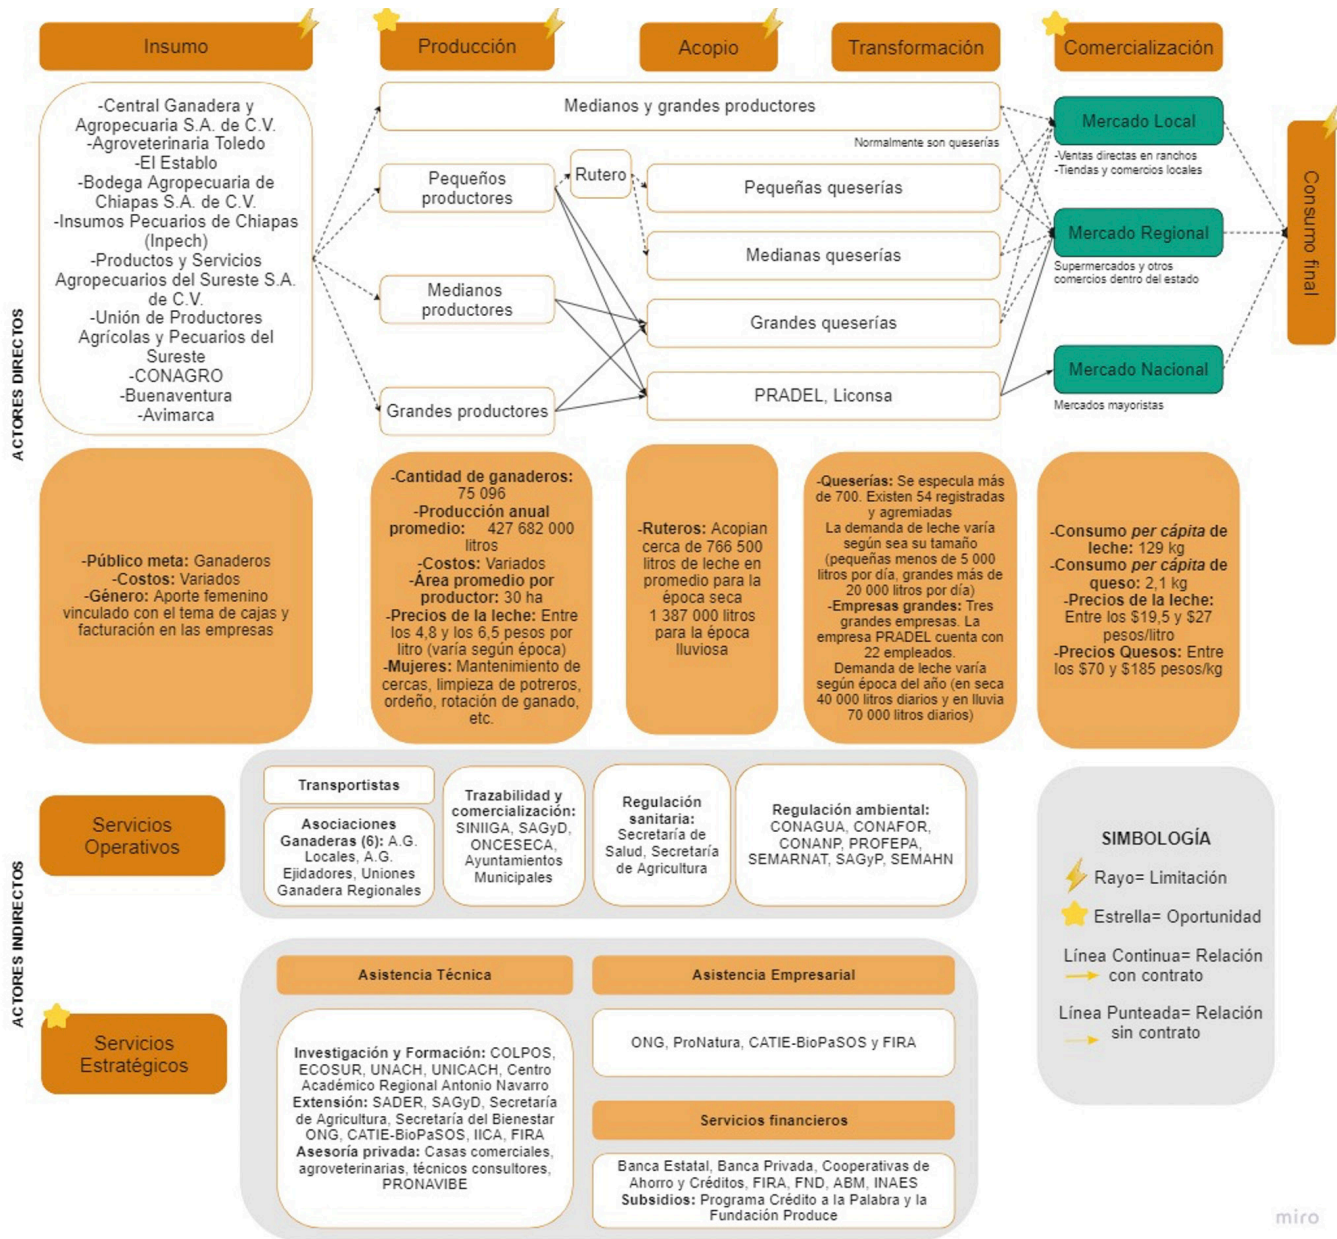 Insumo
Producción
Acopio
Transformación
Comercialización
ACTORES DIRECTOS
-Central Ganadera y
Agropecuaria S.A. de C.V.
-Agroveterinaria Toledo
-El Establo
-Bodega Agropecuaria de
Chiapas S.A. de C.V.
-Insumos Pecuarios de Chiapas
(Inpech)
-Productos y Servicios
Agropecuarios del Sureste S.A.
de C.V.
-Unión de Productores
Agrícolas y Pecuarios del
Sureste
-CONAGRO
-Buenaventura
-Avimarca
Medianos y grandes productores
Normalmente son queserías
Pequeños
productores
Rutero
Pequeñas queserías
Medianas queserías
Medianos
productores
Grandes queserías
Grandes productores
PRADEL, Liconsa
Mercado Local
-Ventas directas en ranchos
-Tiendas y comercios locales
Mercado Regional
Supermercados y otros
comercios dentro del estado
Mercado Nacional
Mercados mayoristas
Consumo final
-Público meta: Ganaderos
-Costos: Variados
-Género: Aporte femenino
vinculado con el tema de cajas y
facturación en las empresas
-Cantidad de ganaderos:
75 096
-Producción anual
promedio: 427 682 000
litros
-Costos: Variados
-Área promedio por
productor: 30 ha
-Precios de la leche: Entre
los 4,8 y los 6,5 pesos por
litro (varía según época)
-Mujeres: Mantenimiento de
cercas, limpieza de potreros,
ordeño, rotación de ganado,
etc.
-Ruteros: Acopian
cerca de 766 500
litros de leche en
promedio para la
época seca
1 387 000 litros
para la época
lluviosa
-Queserías: Se especula más
de 700. Existen 54 registradas
y agremiadas
La demanda de leche varía
según sea su tamaño
(pequeñas menos de 5 000
litros por día, grandes más de
20 000 litros por día)
-Empresas grandes: Tres
grandes empresas. La
empresa PRADEL cuenta con
22 empleados.
Demanda de leche varía
según época del año (en seca
40 000 litros diarios y en lluvia
70 000 litros diarios)
-Consumo per cápita de
leche: 129 kg
-Consumo per cápita de
queso: 2,1 kg
-Precios de la leche:
Entre los $19,5 y $27
pesos/litro
-Precios Quesos: Entre
los $70 y $185 pesos/kg
ACTORES INDIRECTOS
Servicios
Operativos
Transportistas
Asociaciones
Ganaderas (6): A.G.
Locales, A.G.
Ejidadores, Uniones
Ganadera Regionales
Trazabilidad y
comercialización:
SINIIGA, SAGyD,
ONCESECA,
Ayuntamientos
Municipales
Regulación
sanitaria:
Secretaría de
Salud, Secretaría
de Agricultura
Regulación ambiental:
CONAGUA, CONAFOR,
CONANP, PROFEPA,
SEMARNAT, SAGyP, SEMAHN
Servicios
Estratégicos
Asistencia Técnica
Investigación y Formación: COLPOS,
ECOSUR, UNACH, UNICACH, Centro
Académico Regional Antonio Navarro
Extensión: SADER, SAGyD, Secretaría
de Agricultura, Secretaría del Bienestar
ONG, CATIE-BioPaSOS, IICA, FIRA
Asesoría privada: Casas comerciales,
agroveterinarias, técnicos consultores,
PRONAVIBE
Asistencia Empresarial
ONG, ProNatura, CATIE-BioPaSOS y FIRA
Servicios financieros
Banca Estatal, Banca Privada, Cooperativas de
Ahorro y Créditos, FIRA, FND, ABM, INAES
Subsidios: Programa Crédito a la Palabra y la
Fundación Produce
SIMBOLOGÍA
Rayo= Limitación
Estrella= Oportunidad
Línea Continua= Relación
con contrato
Línea Punteada= Relación
sin contrato
miro